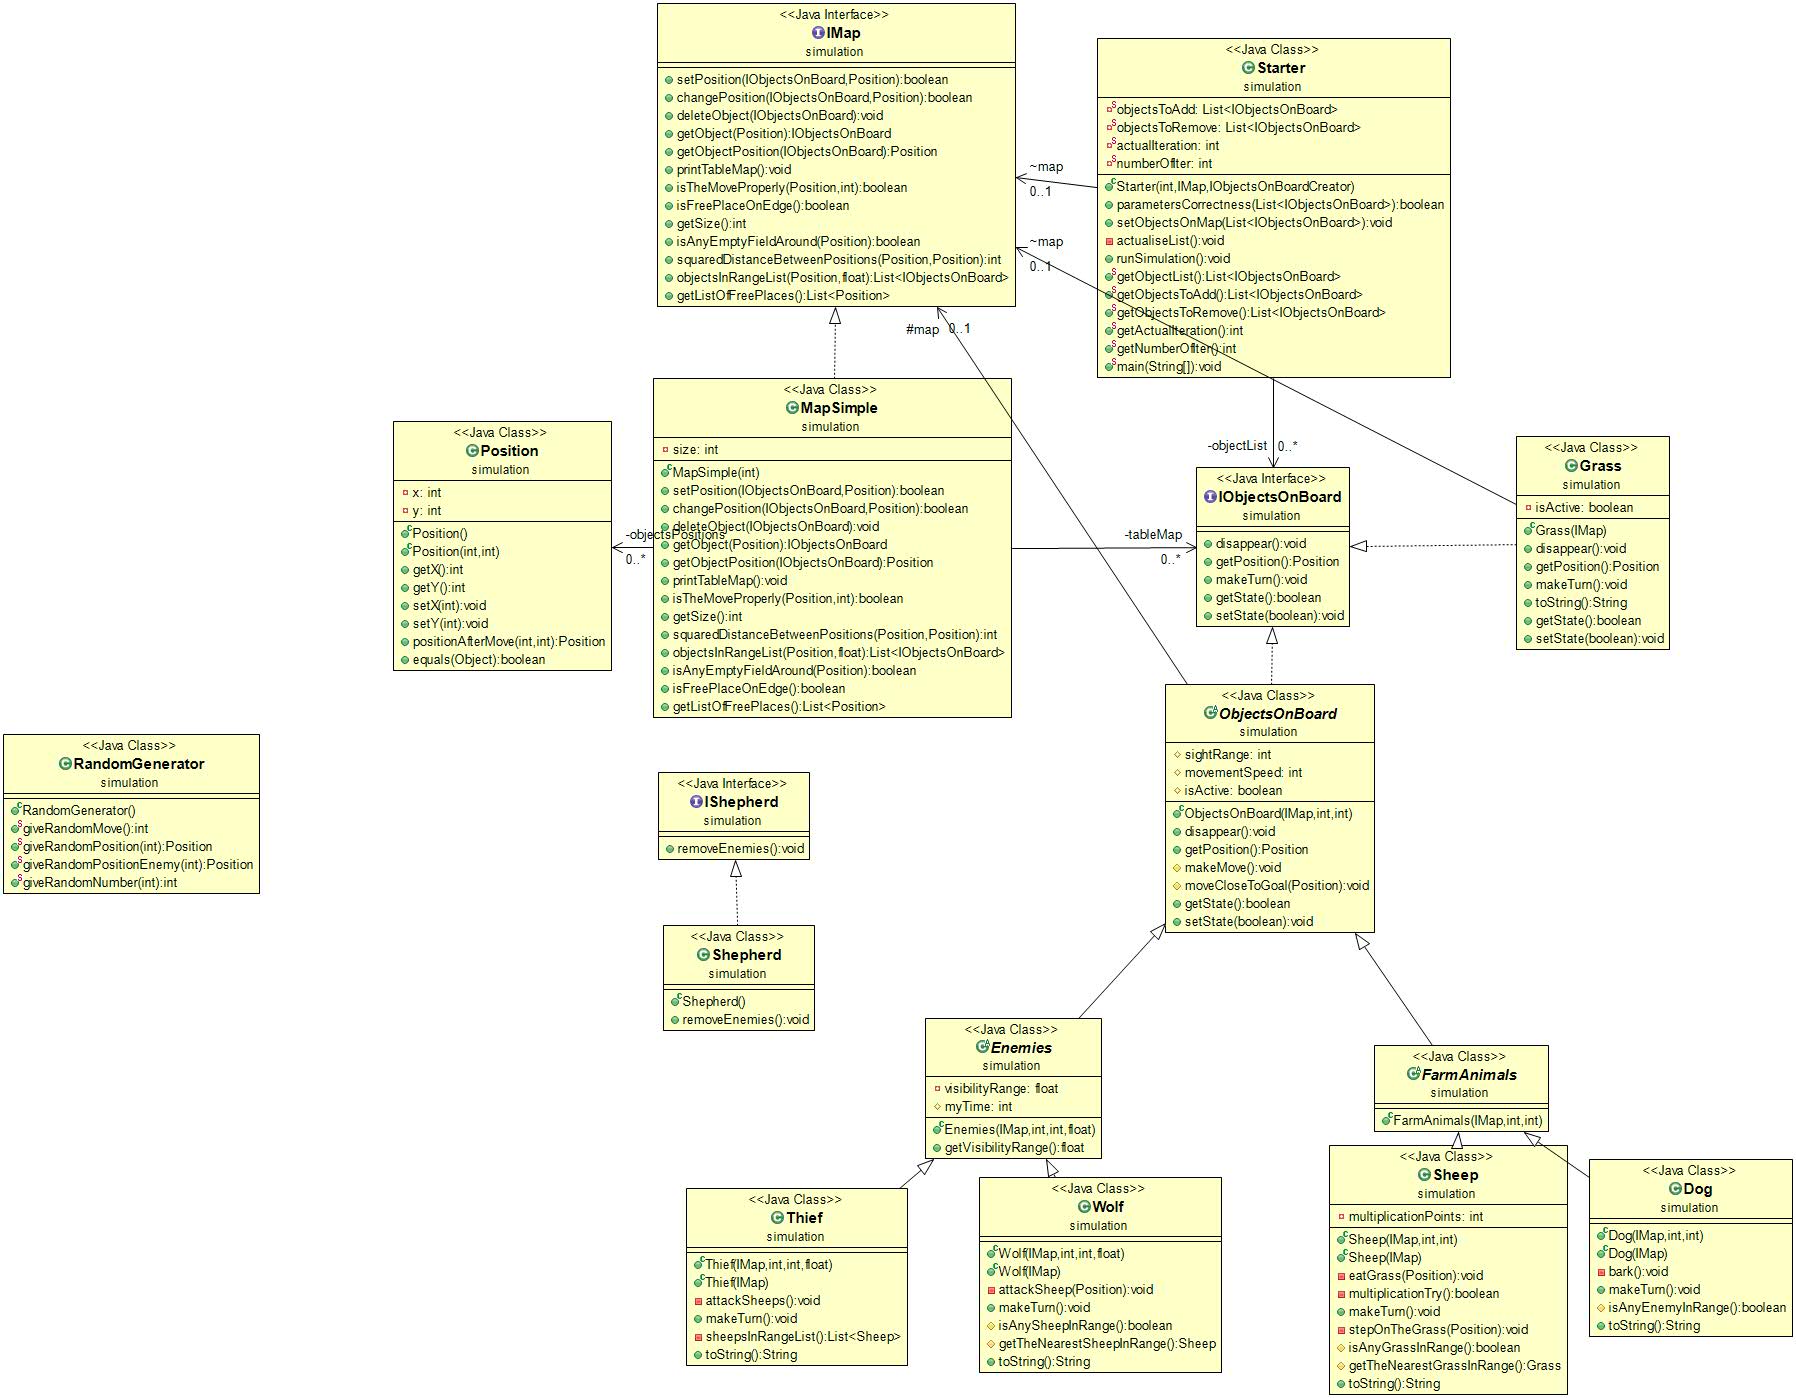 <<Java Interface>>
IMap
simulation
setPosition(IObjectsOnBoard,Position):boolean
changePosition(IObjectsOnBoard,Position):boolean
deleteObject(IObjectsOnBoard):void
getObject(Position):IObjectsOnBoard
getObjectPosition(IObjectsOnBoard):Position
printTableMap():void
isTheMoveProperly(Position,int):boolean
isFreePlaceOnEdge():boolean
getSize():int
isAnyEmptyFieldAround(Position):boolean
squaredDistanceBetweenPositions(Position,Position):int
objectsInRangeList(Position,float):List<IObjectsOnBoard>
getListOfFreePlaces():List<Position>
<<Java Class>>
Starter
simulation
objectsToAdd: List<IObjectsOnBoard>
objectsToRemove: List<IObjectsOnBoard>
actualIteration: int
numberOfIter: int
Starter(int,IMap,IObjectsOnBoardCreator)
parametersCorrectness(List<IObjectsOnBoard>):boolean
setObjectsOnMap(List<IObjectsOnBoard>):void
actualiseList():void
runSimulation():void
getObjectList():List<IObjectsOnBoard>
getObjectsToAdd():List<IObjectsOnBoard>
getObjectsToRemove():List<IObjectsOnBoard>
getActualIteration():int
getNumberOfIter():int
main(String[]):void
~map
0..1
~map
0..1
#map 0..1
<<Java Class>>
MapSimple
simulation
size: int
MapSimple(int)
setPosition(IObjectsOnBoard,Position):boolean
changePosition(IObjectsOnBoard,Position):boolean
deleteObject(IObjectsOnBoard):void
getObject(Position):IObjectsOnBoard
getObjectPosition(IObjectsOnBoard):Position
printTableMap():void
isTheMoveProperly(Position,int):boolean
getSize():int
squaredDistanceBetweenPositions(Position,Position):int
objectsInRangeList(Position,float):List<IObjectsOnBoard>
isAnyEmptyFieldAround(Position):boolean
isFreePlaceOnEdge():boolean
getListOfFreePlaces():List<Position>
<<Java Class>>
Position
simulation
x: int
y: int
Position()
Position(int,int)
getX():int
getY():int
setX(int):void
setY(int):void
positionAfterMove(int,int):Position
equals(Object):boolean
-objectsPositions
0..*
-objectList 0..*
-tableMap
0..*
<<Java Interface>>
IObjectsOnBoard
simulation
disappear():void
getPosition():Position
makeTurn():void
getState():boolean
setState(boolean):void
<<Java Class>>
Grass
simulation
isActive: boolean
Grass(IMap)
disappear():void
getPosition():Position
makeTurn():void
toString():String
getState():boolean
setState(boolean):void
<<Java Class>>
ObjectsOnBoard
simulation
sightRange: int
movementSpeed: int
isActive: boolean
ObjectsOnBoard(IMap,int,int)
disappear():void
getPosition():Position
makeMove():void
moveCloseToGoal(Position):void
getState():boolean
setState(boolean):void
<<Java Class>>
RandomGenerator
simulation
RandomGenerator()
giveRandomMove():int
giveRandomPosition(int):Position
giveRandomPositionEnemy(int):Position
giveRandomNumber(int):int
<<Java Interface>>
IShepherd
simulation
removeEnemies():void
<<Java Class>>
Shepherd
simulation
Shepherd()
removeEnemies():void
<<Java Class>>
Enemies
simulation
visibilityRange: float
myTime: int
Enemies(IMap,int,int,float)
getVisibilityRange():float
<<Java Class>>
FarmAnimals
simulation
FarmAnimals(IMap,int,int)
<<Java Class>>
Thief
simulation
Thief(IMap,int,int,float)
Thief(IMap)
attackSheeps():void
makeTurn():void
sheepsInRangeList():List<Sheep>
toString():String
<<Java Class>>
Wolf
simulation
Wolf(IMap,int,int,float)
Wolf(IMap)
attackSheep(Position):void
makeTurn():void
isAnySheepInRange():boolean
getTheNearestSheepInRange():Sheep
toString():String
<<Java Class>>
Sheep
simulation
multiplicationPoints: int
Sheep(IMap,int,int)
Sheep(IMap)
eatGrass(Position):void
multiplicationTry():boolean
makeTurn():void
stepOnTheGrass(Position):void
isAnyGrassInRange():boolean
getTheNearestGrassInRange():Grass
toString():String
<<Java Class>>
Dog
simulation
Dog(IMap,int,int)
Dog(IMap)
bark():void
makeTurn():void
isAnyEnemyInRange():boolean
toString():String